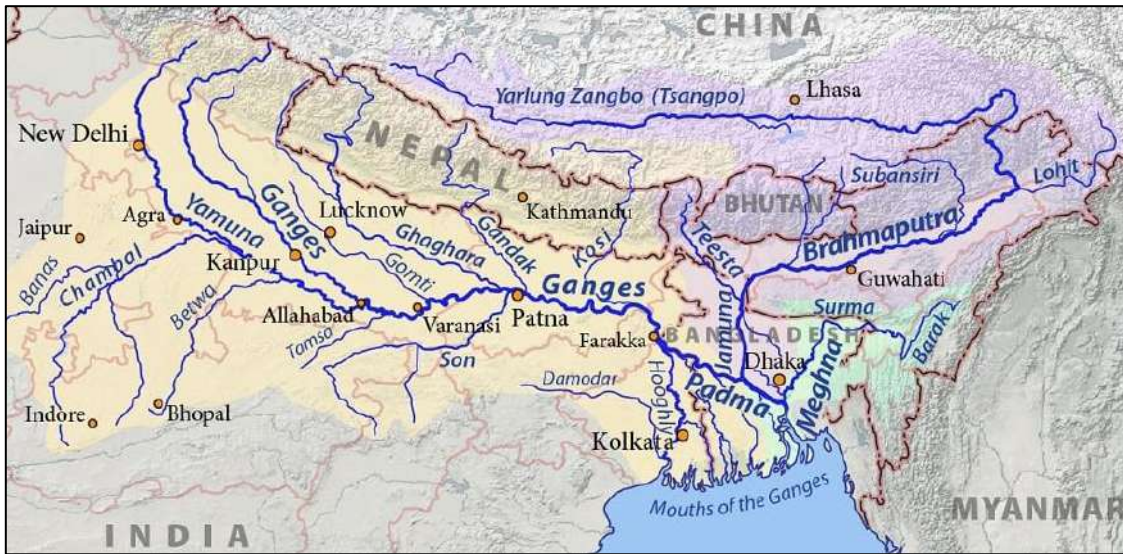 CHINA
Yarlung Zangbo (Tsangpo)
Lhasa
New Delhi
NEPAL
Subansiri
Lohit
BHUTAN
Kathmandu
Agra
Yamuna
Ganges
Lucknow
Ghaghara
Gandak
Kosi
Teesta
Brahmaputra
Jaipur
Banas
Chambal
Kanpur
Gomti
Guwahati
Betwa
Allahabad
Varanasi
Patna
Ganges
Jamuna
Surma
Barak
Tamsa
Son
Farakka
BANGLADESH
Dhaka
Meghna
Padma
Damodar
Hooghly
Indore
Bhopal
Kolkata
Mouths of the Ganges
INDIA
MYANMAR